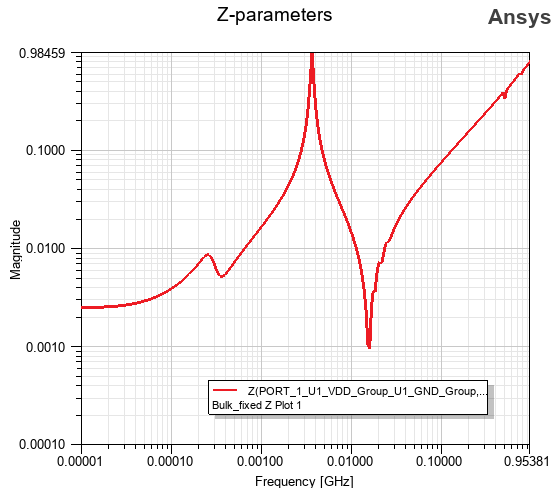 Z-parameters
Ansys
0.98459
0.1000
0.0100
0.0010
0.00010
Magnitude
Z(PORT_1_U1_VDD_Group_U1_GND_Group,...
Bulk_fixed Z Plot 1
0.00001 0.00010 0.00100 0.01000 0.10000 0.95381
Frequency [GHz]